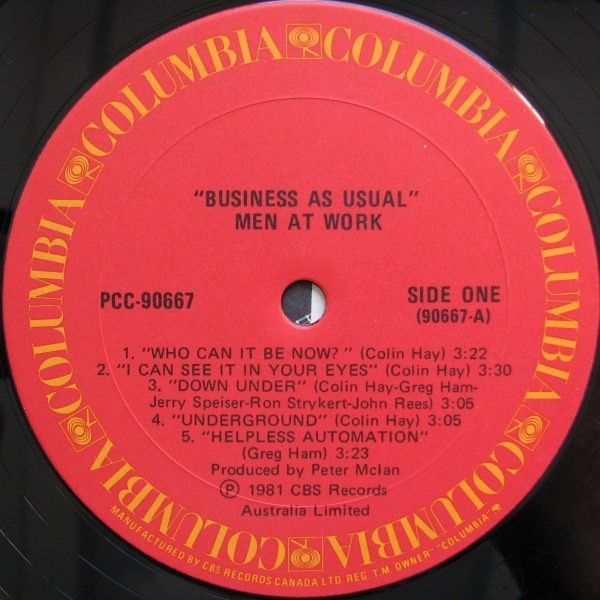 COLUMBIA COLUMBIA COLUMBIA COLUMBIA COLUMBIA COLUMBIA
"BUSINESS AS USUAL"
MEN AT WORK
PCC-90667
SIDE ONE
(90667-A)
1. "WHO CAN IT BE NOW?" (Colin Hay) 3:22
2. "I CAN SEE IT IN YOUR EYES" (Colin Hay) 3:30
3. "DOWN UNDER" (Colin Hay-Greg Ham-
Jerry Speiser-Ron Strykert-John Rees) 3:05
4. "UNDERGROUND" (Colin Hay) 3:05
5. "HELPLESS AUTOMATION"
(Greg Ham) 3:23
Produced by Peter McIan
Ⓟ 1981 CBS Records
Australia Limited
MANUFACTURED BY CBS RECORDS CANADA LTD. REG. T.M. OWNER "COLUMBIA"